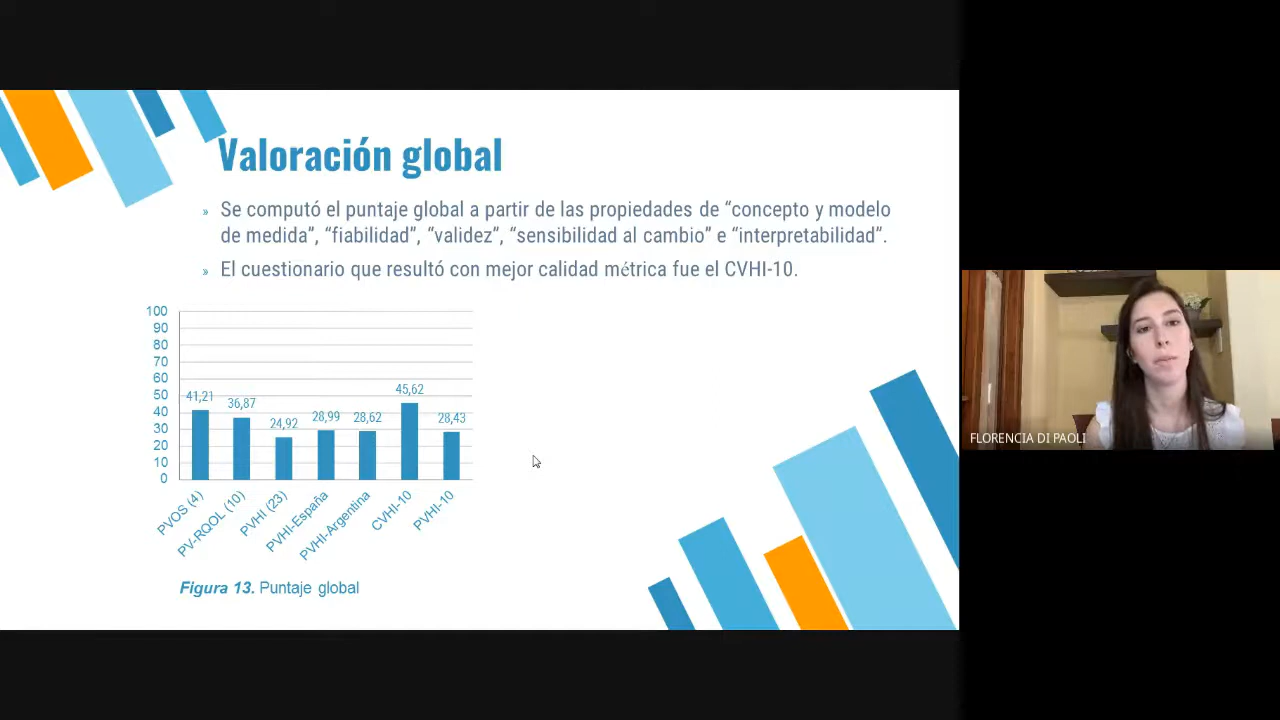 Valoración global
» Se computó el puntaje global a partir de las propiedades de “concepto y modelo
de medida”, “fiabilidad”, “validez”, “sensibilidad al cambio” e “interpretabilidad”.
» El cuestionario que resultó con mejor calidad métrica fue el CVHI-10.
100
90
80
70
60
50
40
30
20
10
0
41,21
36,87
24,92
28,99
28,62
45,62
28,43
PVOS (4)
PV-RQOL (10)
PVHI (23)
PVHI-España
PVHI-Argentina
CVHI-10
PVHI-10
Figura 13. Puntaje global
FLORENCIA DI PAOLI